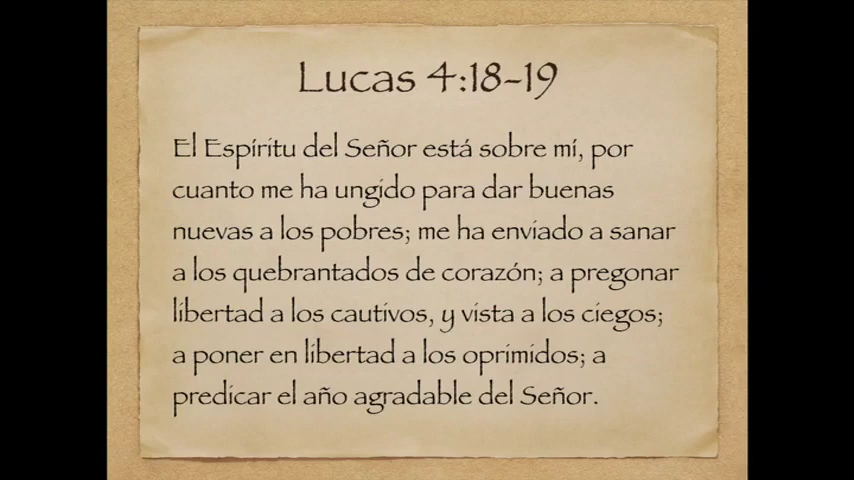 Lucas 4:18-19
El Espíritu del Señor está sobre mí, por
cuanto me ha ungido para dar buenas
nuevas a los pobres; me ha enviado a sanar
a los quebrantados de corazón; a pregonar
libertad a los cautivos, y vista a los ciegos;
a poner en libertad a los oprimidos; a
predicar el año agradable del Señor.